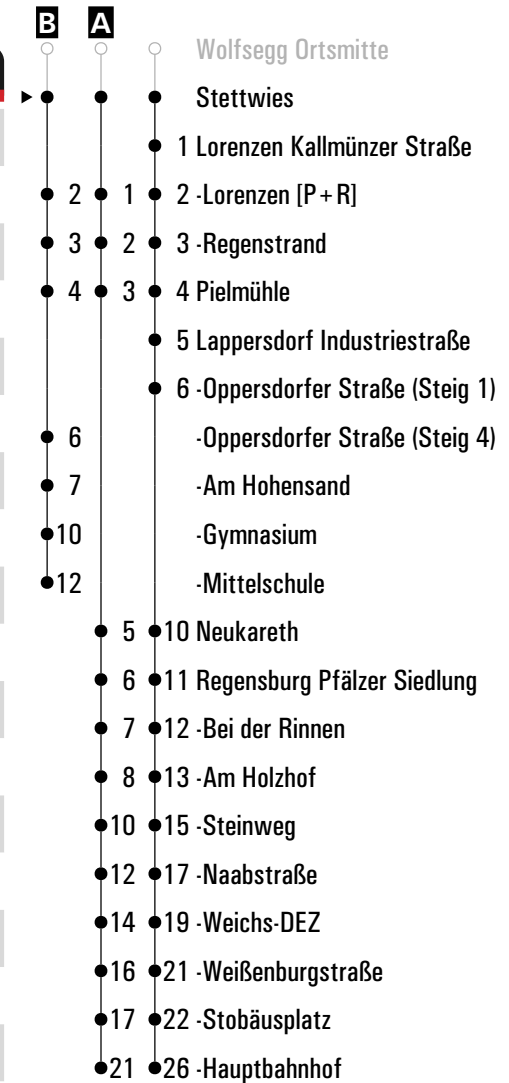 B A
Wolfsegg Ortsmitte
Stettwies
1 Lorenzen Kallmünzer Straße
2 1 2 -Lorenzen [P+R]
3 2 3 -Regenstrand
4 3 4 Pielmühle
5 Lappersdorf Industriestraße
6 -Oppersdorfer Straße (Steig 1)
6 -Oppersdorfer Straße (Steig 4)
7 -Am Hohensand
10 -Gymnasium
12 -Mittelschule
5 10 Neukareth
6 11 Regensburg Pfälzer Siedlung
7 12 -Bei der Rinnen
8 13 -Am Holzhof
10 15 -Steinweg
12 17 -Naabstraße
14 19 -Weichs-DEZ
16 21 -Weißenburgstraße
17 22 -Stobäusplatz
21 26 -Hauptbahnhof